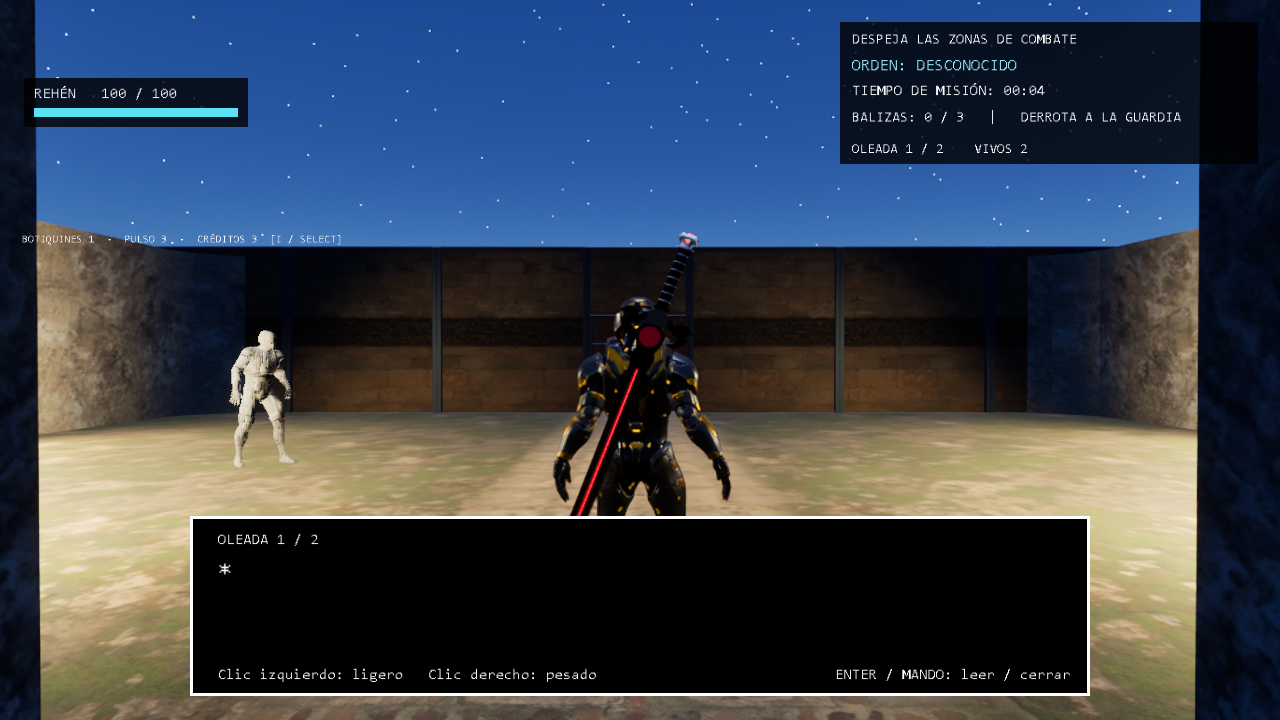 DESPEJA LAS ZONAS DE COMBATE
ORDEN: DESCONOCIDO
TIEMPO DE MISIÓN: 00:04
BALIZAS: 0 / 3 | DERROTA A LA GUARDIA
OLEADA 1 / 2 VIVOS 2
REHÉN 100 / 100
BOTIQUINES 1 · PULSO 3 · CRÉDITOS 3 [I / SELECT]
OLEADA 1 / 2
*
Clic izquierdo: ligero Clic derecho: pesado
ENTER / MANDO: leer / cerrar